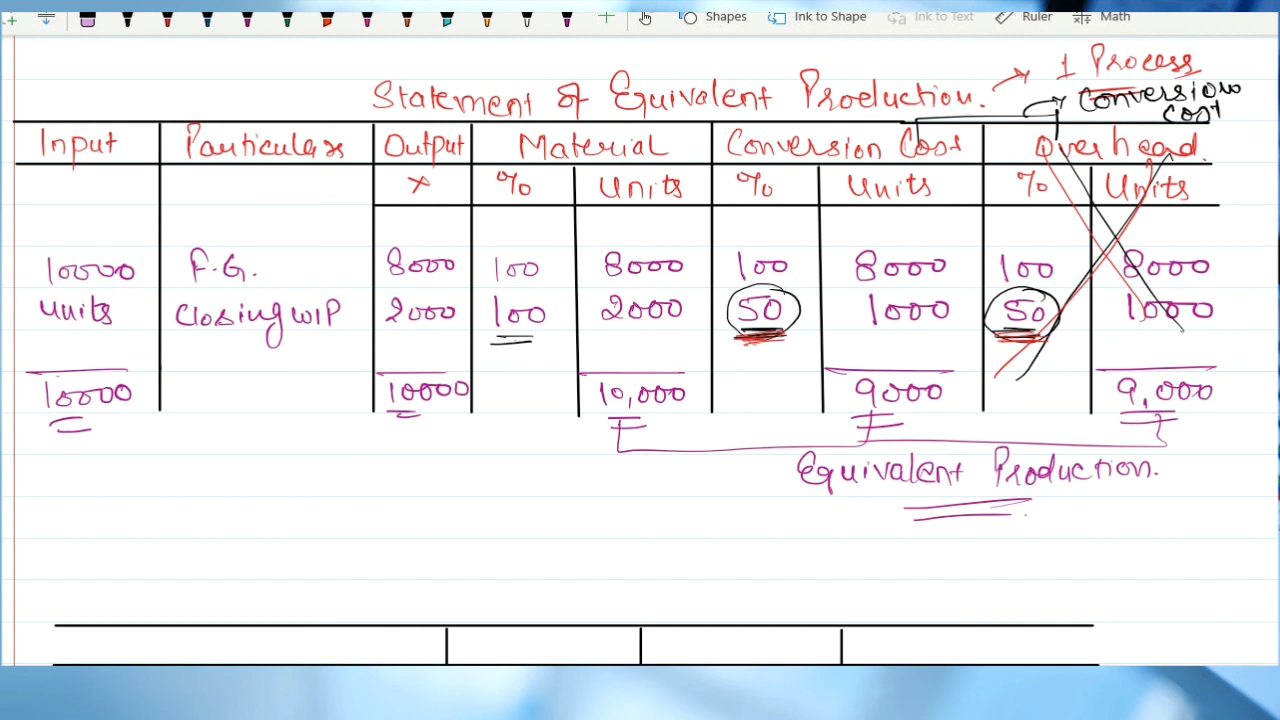 Shapes Ink to Shape Ink to Text Ruler Math
Statement of Equivalent Production. → 1 Process
Conversion
Cost
Input Particulars Output Material Conversion Cost Overhead.
x % Units % Units % Units
10000 F.G. 8000 100 8000 100 8000 100 8000
Units Closing WIP 2000 100 2000 50 1000 50 1000
10000 10000 10,000 9000 9,000
Equivalent Production.